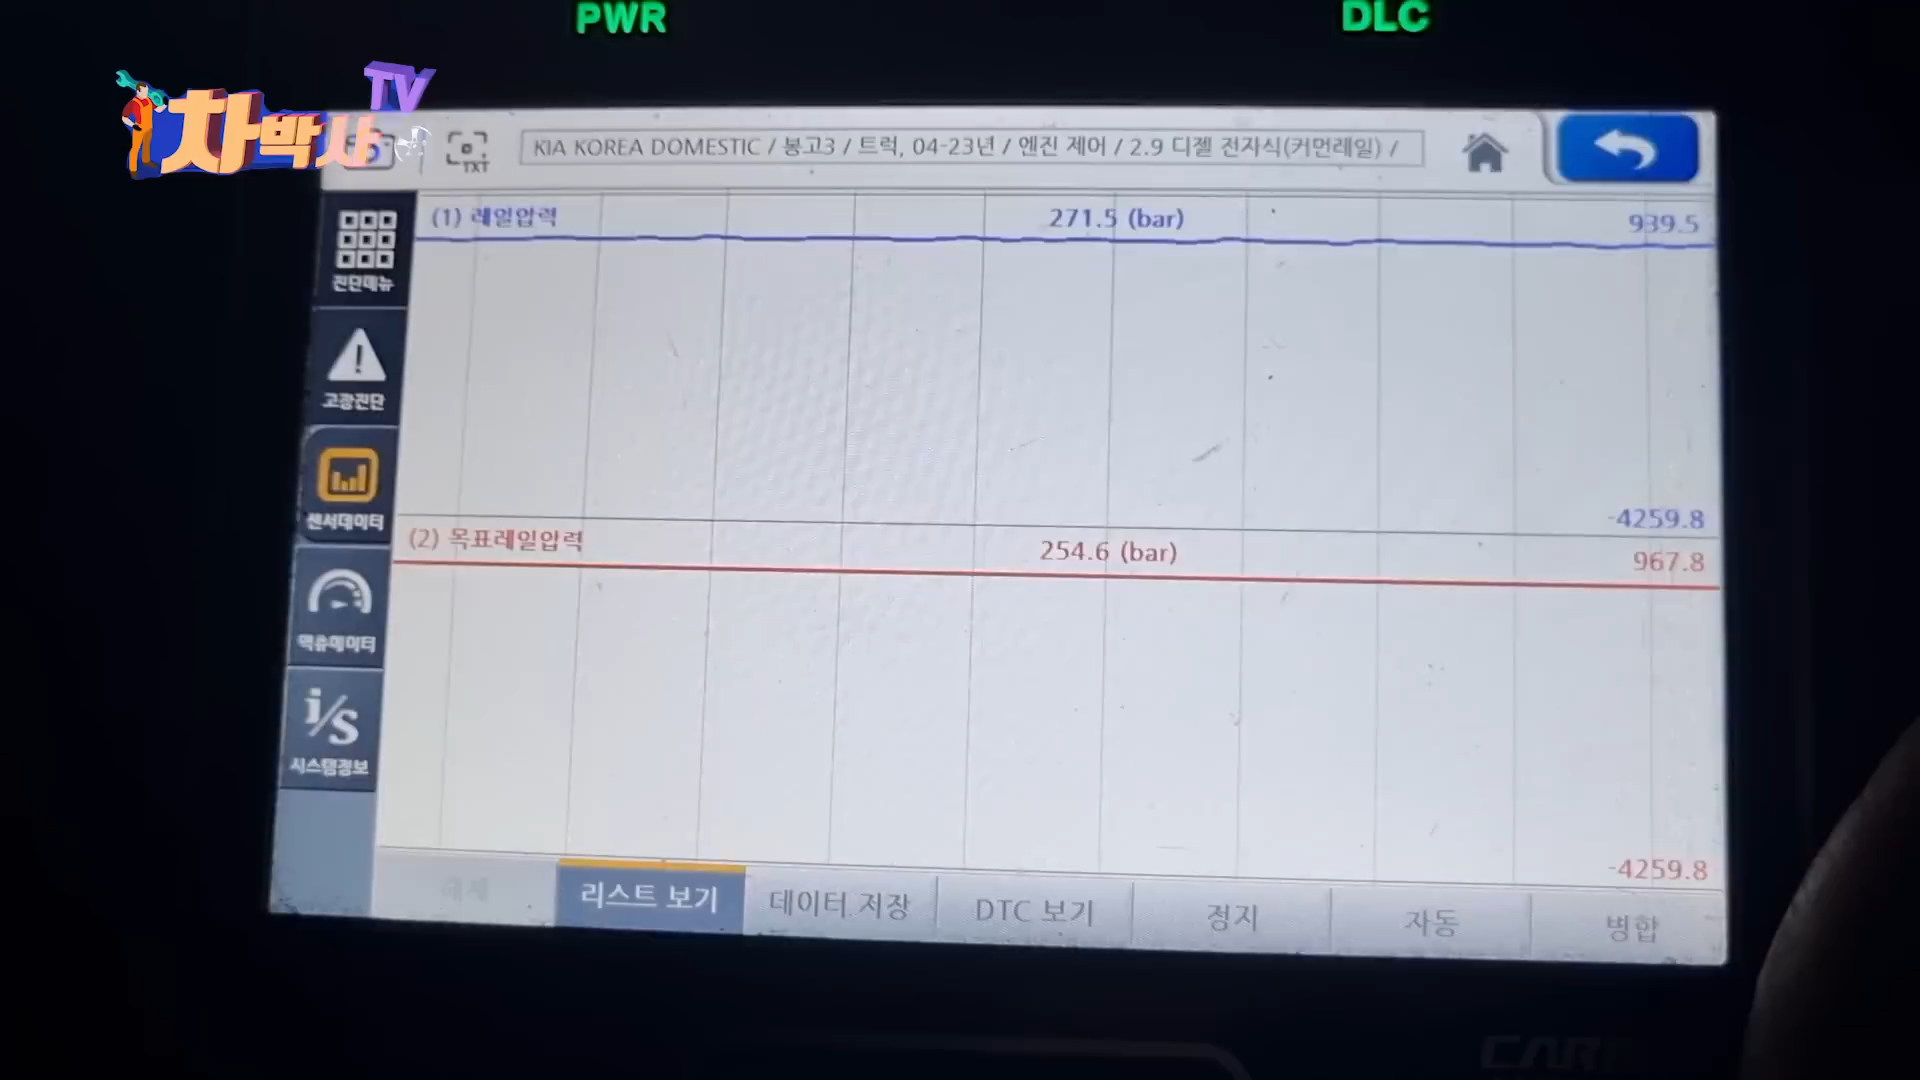 PWR
DLC
차박사 TV
TXT
KIA KOREA DOMESTIC / 봉고3 / 트럭, 04-23년 / 엔진 제어 / 2.9 디젤 전자식(커먼레일) /
진단메뉴
고장진단
센서데이터
액츄에이터
i/s
시스템정보
(1) 레일압력
271.5 (bar)
939.5
-4259.8
(2) 목표레일압력
254.6 (bar)
967.8
-4259.8
리스트 보기
데이터 저장
DTC 보기
정지
자동
병합